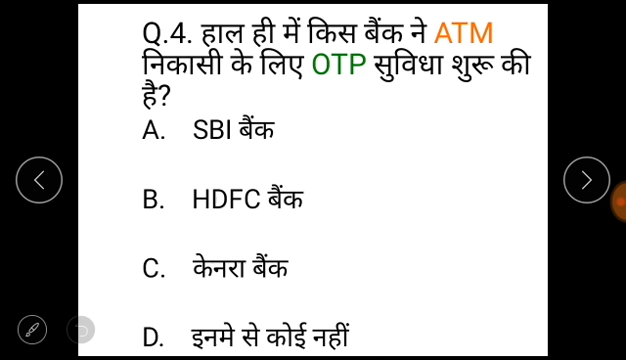 Q.4. हाल ही में किस बैंक ने ATM
निकासी के लिए OTP सुविधा शुरू की
है?
A. SBI बैंक
B. HDFC बैंक
C. केनरा बैंक
D. इनमे से कोई नहीं